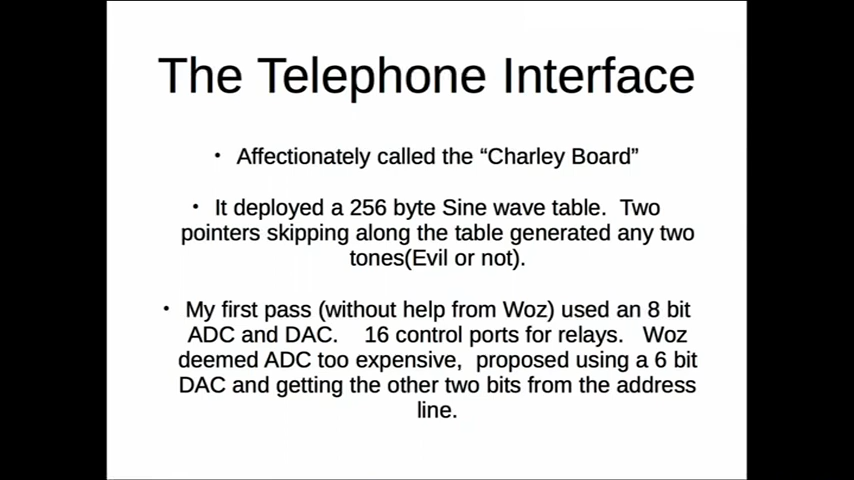 The Telephone Interface
• Affectionately called the “Charley Board”
• It deployed a 256 byte Sine wave table.  Two
pointers skipping along the table generated any two
tones(Evil or not).
• My first pass (without help from Woz) used an 8 bit
ADC and DAC.    16 control ports for relays.   Woz
deemed ADC too expensive,  proposed using a 6 bit
DAC and getting the other two bits from the address
line.